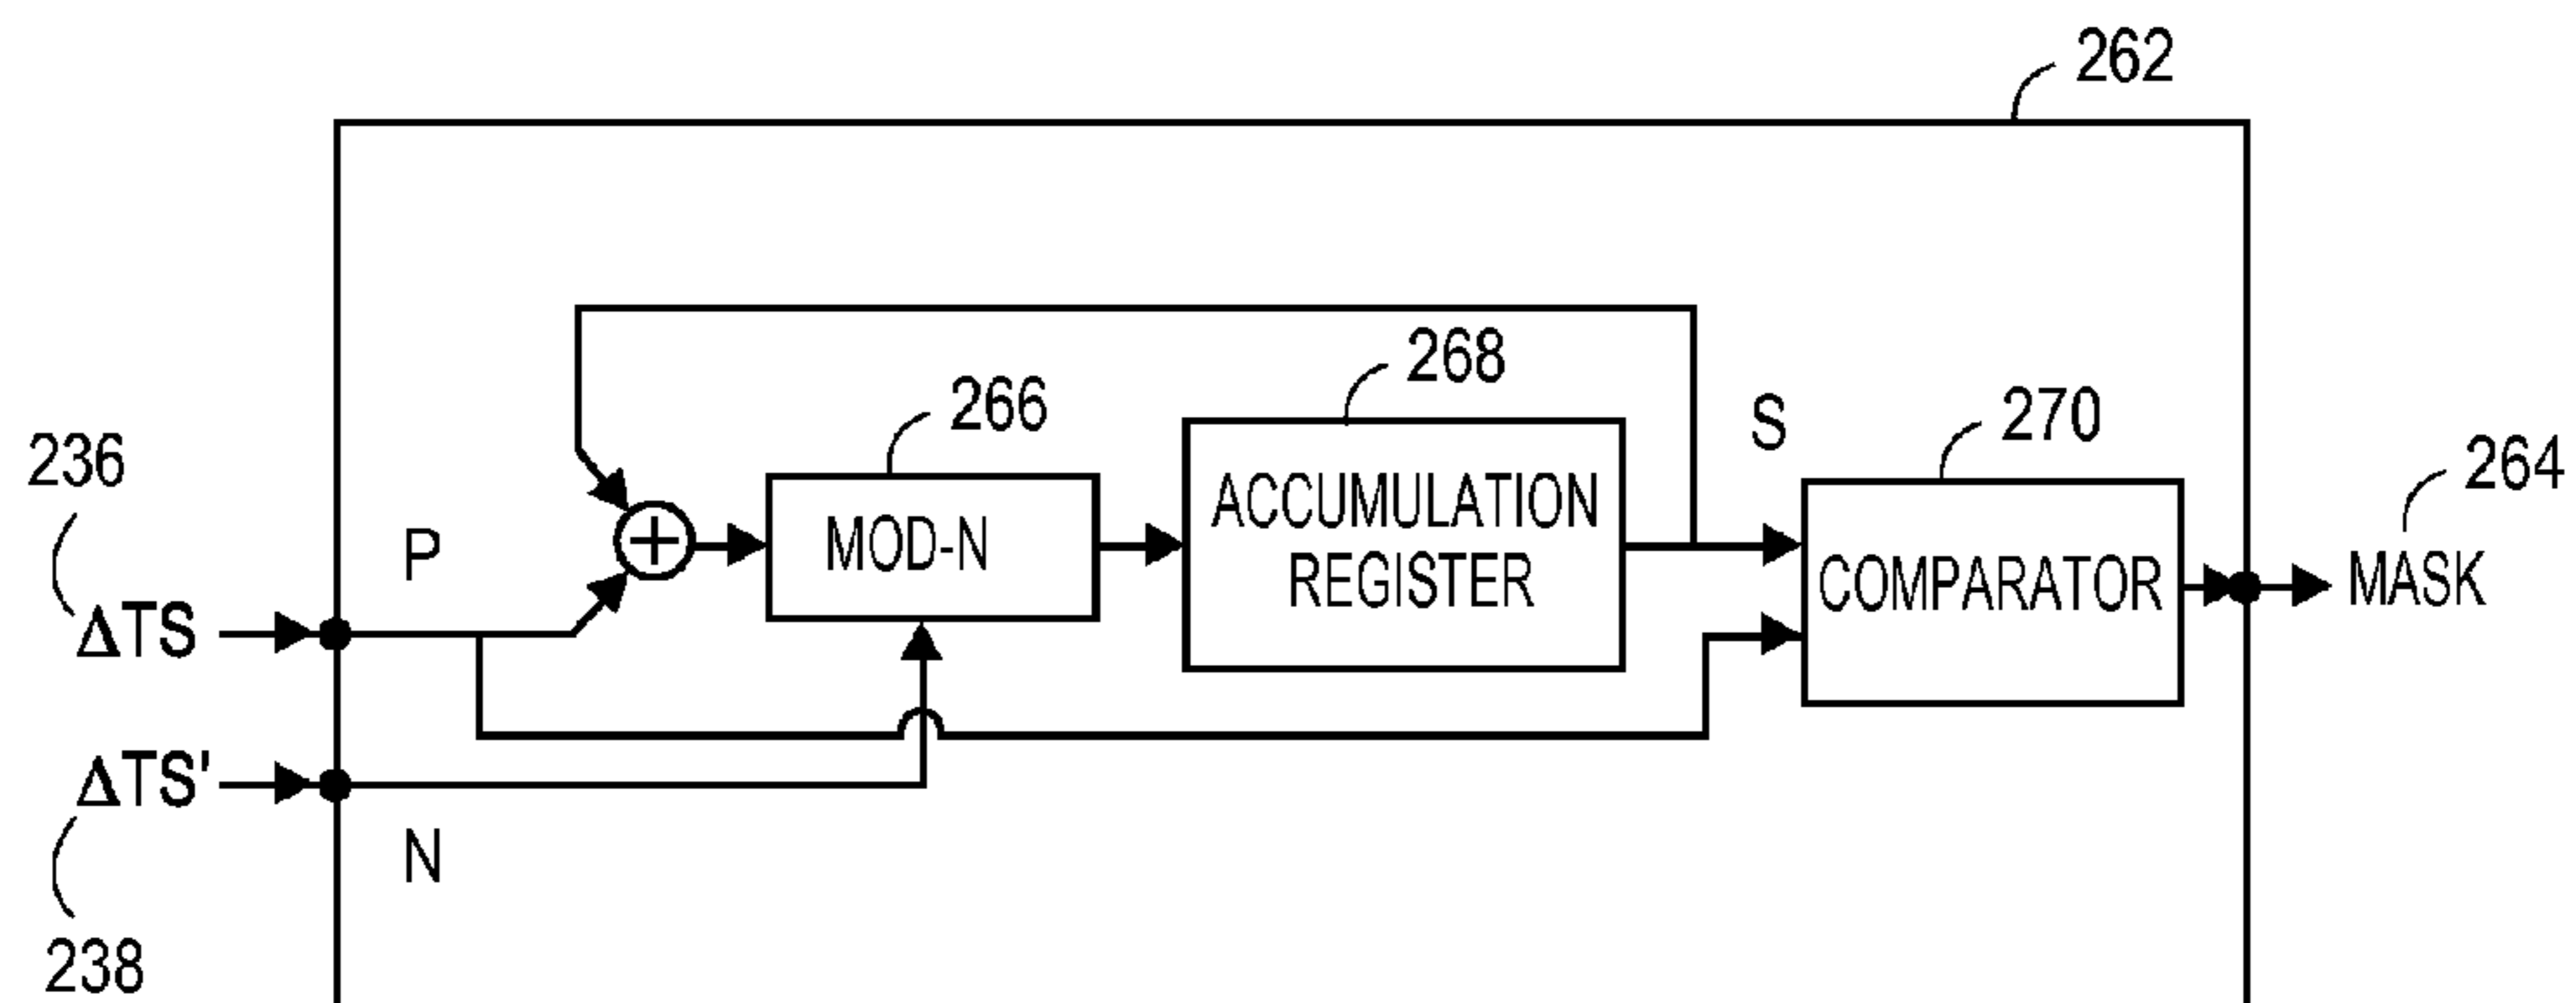 262
268
266
S
270
236
264
P
ACCUMULATION
REGISTER
MOD-N
+
COMPARATOR
MASK
ΔTS
ΔTS'
N
238